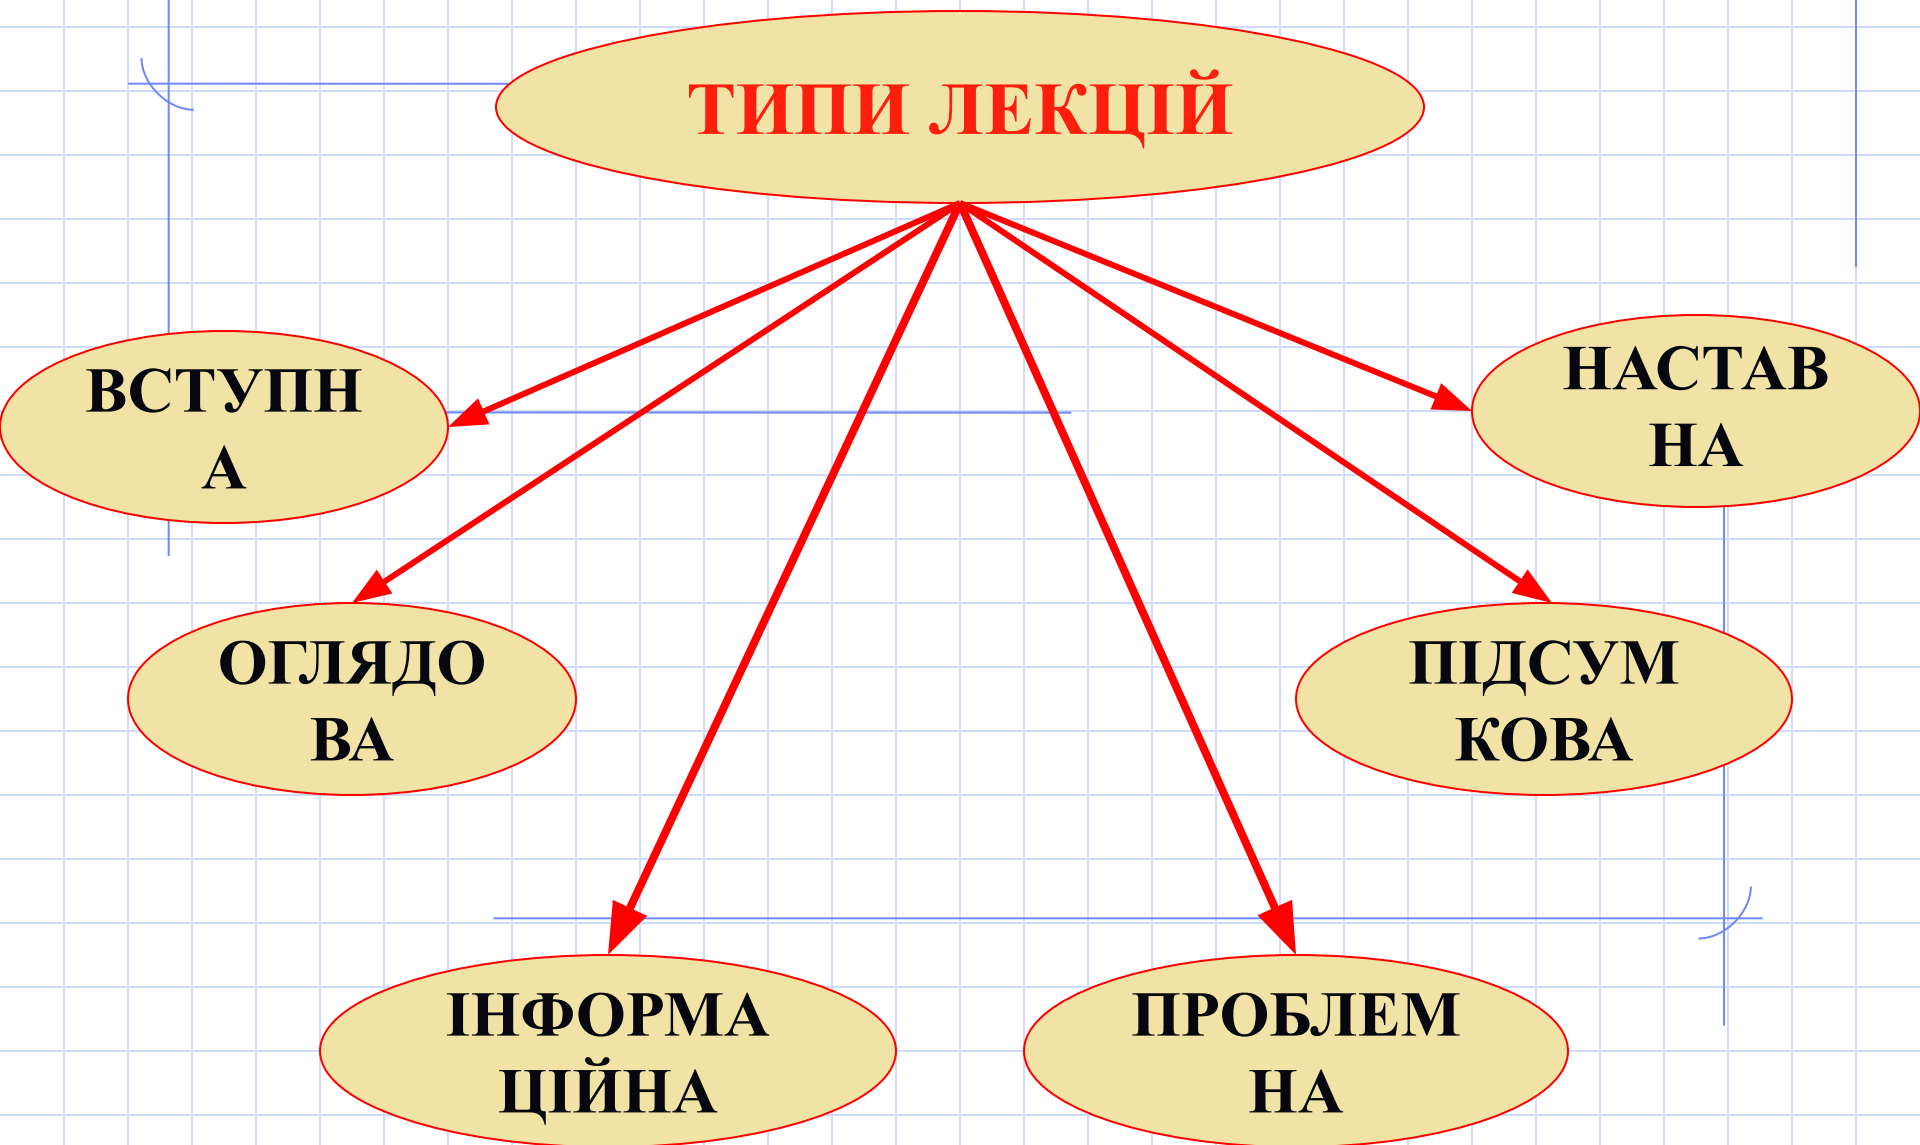 ТИПИ ЛЕКЦІЙ
ВСТУПН
А
НАСТАВ
НА
ОГЛЯДО
ВА
ПІДСУМ
КОВА
ІНФОРМА
ЦІЙНА
ПРОБЛЕМ
НА